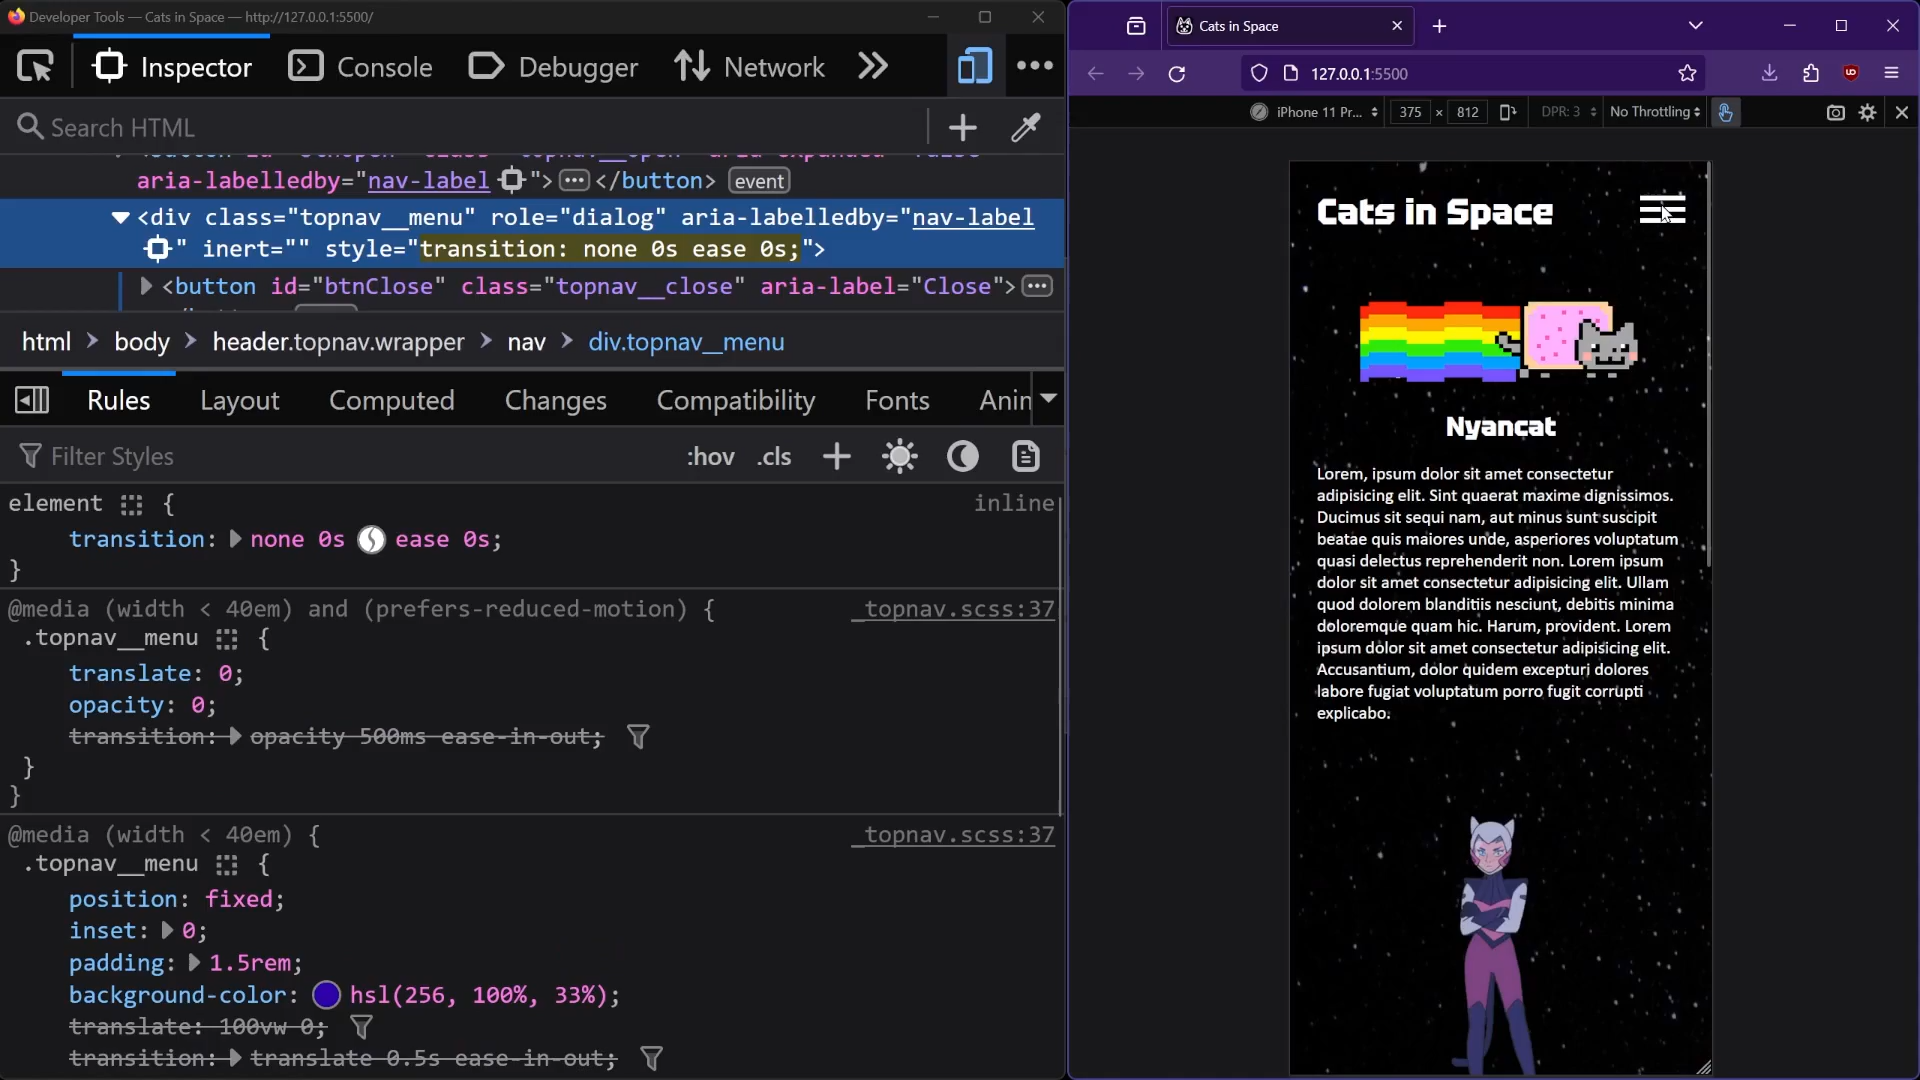 Developer Tools — Cats in Space — http://127.0.0.1:5500/
Inspector
Console
Debugger
Network
Search HTML
aria-labelledby="nav-label"></button> event
<div class="topnav__menu" role="dialog" aria-labelledby="nav-label
" inert="" style="transition: none 0s ease 0s;">
<button id="btnClose" class="topnav__close" aria-label="Close">
html
body
header.topnav.wrapper
nav
div.topnav__menu
Rules
Layout
Computed
Changes
Compatibility
Fonts
Filter Styles
:hov
.cls
element {
inline
transition: none 0s ease 0s;
}
@media (width < 40em) and (prefers-reduced-motion) {
_topnav.scss:37
.topnav__menu {
translate: 0;
opacity: 0;
transition: opacity 500ms ease-in-out;
}
}
@media (width < 40em) {
_topnav.scss:37
.topnav__menu {
position: fixed;
inset: 0;
padding: 1.5rem;
background-color: hsl(256, 100%, 33%);
translate: 100vw 0;
transition: translate 0.5s ease-in-out;
Cats in Space
127.0.0.1:5500
iPhone 11 Pr...
375 × 812
DPR: 3
No Throttling
Cats in Space
Nyancat
Lorem, ipsum dolor sit amet consectetur
adipisicing elit. Sint quaerat maxime dignissimos.
Ducimus sit sequi nam, aut minus sunt suscipit
beatae quis maiores unde, asperiores voluptatum
quasi delectus reprehenderit non. Lorem ipsum
dolor sit amet consectetur adipisicing elit. Ullam
quod dolorem blanditiis nesciunt, debitis minima
doloremque quam hic. Harum, provident. Lorem
ipsum dolor sit amet consectetur adipisicing elit.
Accusantium, dolor quidem excepturi dolores
labore fugiat voluptatum porro fugit corrupti
explicabo.